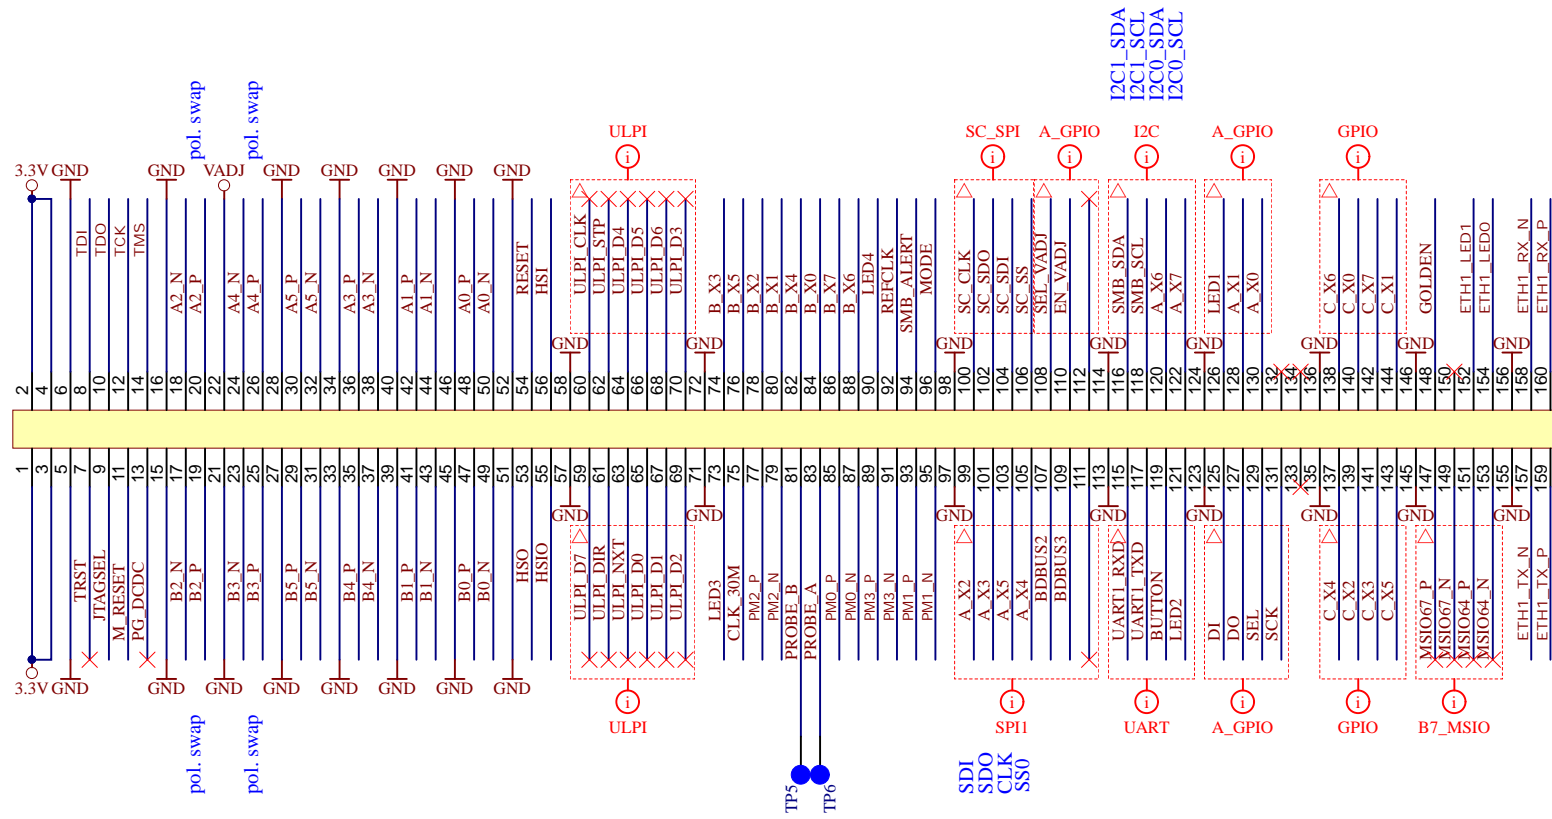 I2C1_SDA
I2C1_SCL
I2C0_SDA
I2C0_SCL
pol. swap
pol. swap
ULPI
SC_SPI
A_GPIO
I2C
A_GPIO
GPIO
i
i
i
i
i
i
3.3V
GND
GND
VADJ
GND
GND
GND
GND
GND
TDI
TDO
TCK
TMS
A2_N
A2_P
A4_N
A4_P
A5_P
A5_N
A3_P
A3_N
A1_P
A1_N
A0_P
A0_N
RESET
HSI
ULPI_CLK
ULPI_STP
ULPI_D4
ULPI_D5
ULPI_D6
ULPI_D3
B_X3
B_X5
B_X2
B_X1
B_X4
B_X0
B_X7
B_X6
LED4
REFCLK
SMB_ALERT
MODE
SC_CLK
SC_SDO
SC_SDI
SC_SS
SEL_VADJ
EN_VADJ
SMB_SDA
SMB_SCL
A_X6
A_X7
LED1
A_X1
A_X0
C_X6
C_X0
C_X7
C_X1
GOLDEN
ETH1_LED1
ETH1_LED0
ETH1_RX_N
ETH1_RX_P
GND
GND
GND
GND
GND
GND
GND
GND
2
4
6
8
10
12
14
16
18
20
22
24
26
28
30
32
34
36
38
40
42
44
46
48
50
52
54
56
58
60
62
64
66
68
70
72
74
76
78
80
82
84
86
88
90
92
94
96
98
100
102
104
106
108
110
112
114
116
118
120
122
124
126
128
130
132
134
136
138
140
142
144
146
148
150
152
154
156
158
160
1
3
5
7
9
11
13
15
17
19
21
23
25
27
29
31
33
35
37
39
41
43
45
47
49
51
53
55
57
59
61
63
65
67
69
71
73
75
77
79
81
83
85
87
89
91
93
95
97
99
101
103
105
107
109
111
113
115
117
119
121
123
125
127
129
131
133
135
137
139
141
143
145
147
149
151
153
155
157
159
GND
GND
GND
GND
GND
GND
GND
GND
TRST
JTAGSEL
M_RESET
PG_DCDC
B2_N
B2_P
B3_N
B3_P
B5_P
B5_N
B4_P
B4_N
B1_P
B1_N
B0_P
B0_N
HSO
HSIO
ULPI_D7
ULPI_DIR
ULPI_NXT
ULPI_D0
ULPI_D1
ULPI_D2
LED3
CLK_30M
PM2_P
PM2_N
PROBE_B
PROBE_A
PM0_P
PM0_N
PM3_P
PM3_N
PM1_P
PM1_N
A_X2
A_X3
A_X5
A_X4
BDBUS2
BDBUS3
UART1_RXD
UART1_TXD
BUTTON
LED2
DI
DO
SEL
SCK
C_X4
C_X2
C_X3
C_X5
MSIO67_P
MSIO67_N
MSIO64_P
MSIO64_N
ETH1_TX_N
ETH1_TX_P
3.3V
GND
GND
GND
GND
GND
GND
GND
GND
i
i
i
i
i
i
ULPI
SPI1
UART
A_GPIO
GPIO
B7_MSIO
pol. swap
pol. swap
TP5
TP6
SDI
SDO
CLK
SS0